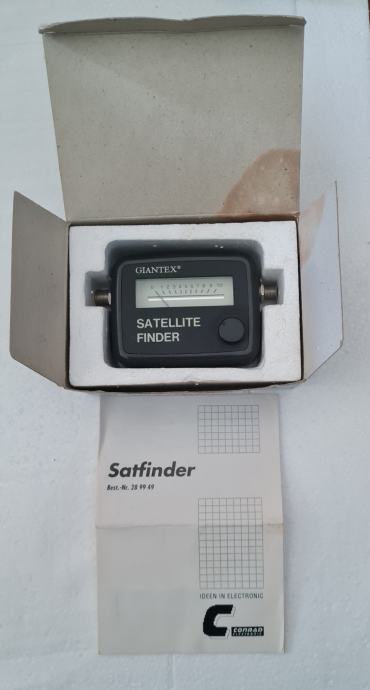 GIANTEX®
0 1 2 3 4 5 6 7 8 9 10
SATELLITE
FINDER
Satfinder
Best.-Nr. 28 99 49
IDEEN IN ELECTRONIC
C CONRAD
ELECTRONIC